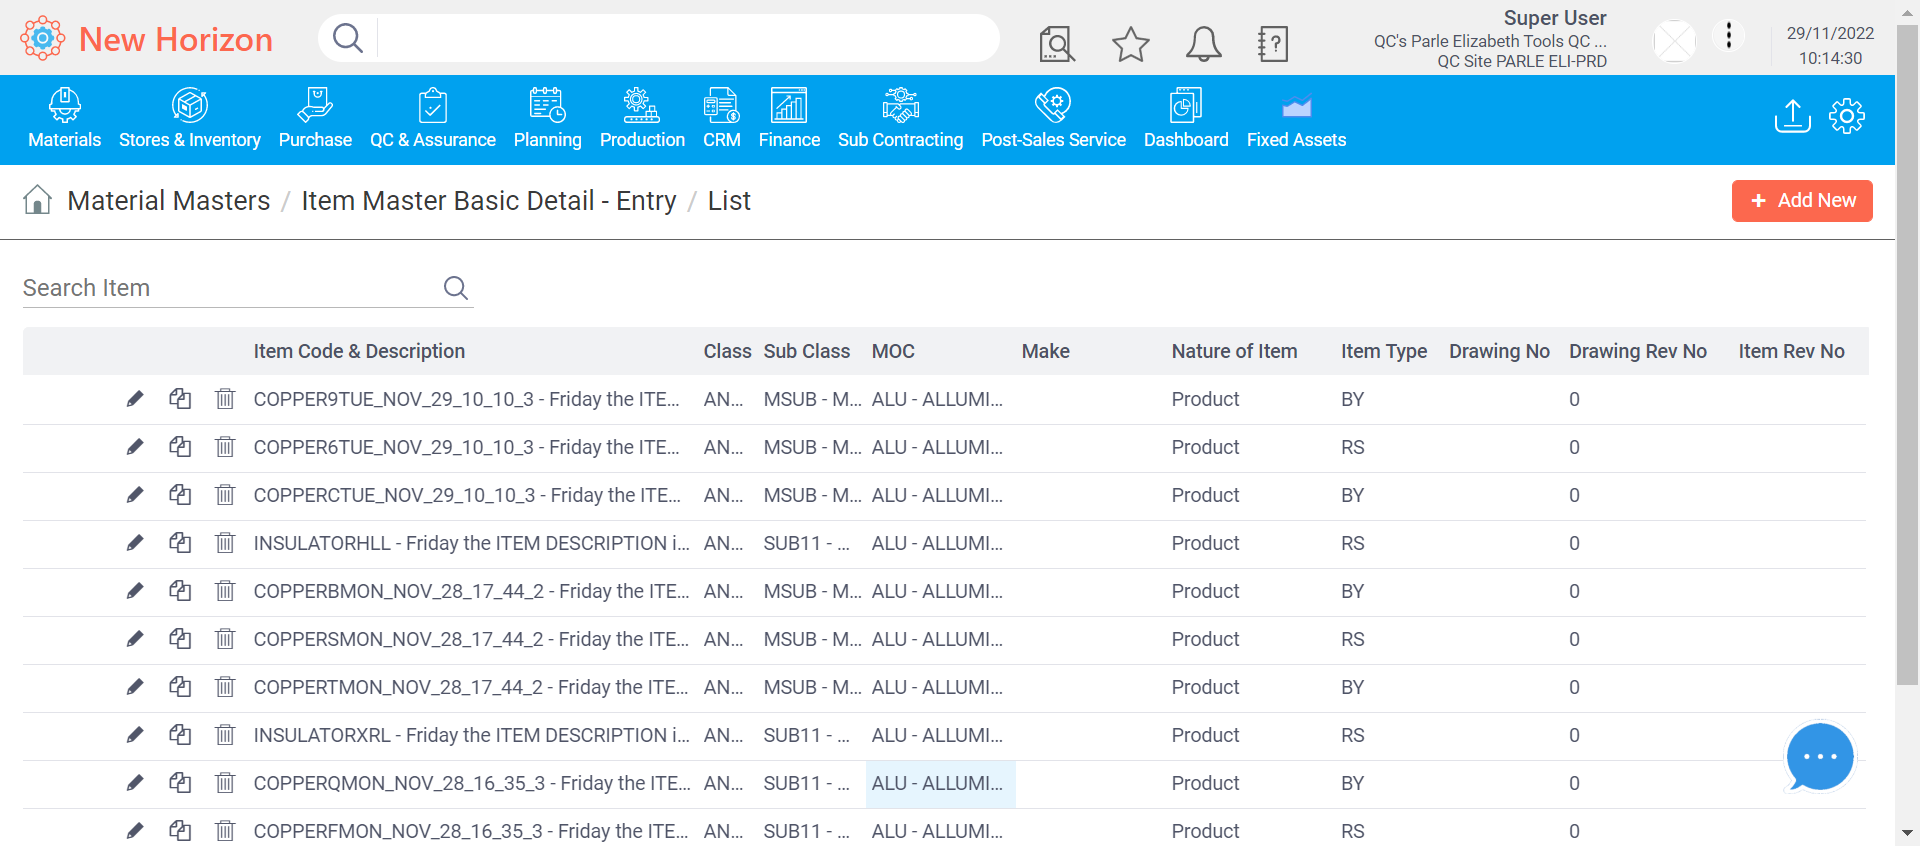 New Horizon
Super User
QC's Parle Elizabeth Tools QC ...
QC Site PARLE ELI-PRD
29/11/2022
10:14:30
Materials Stores & Inventory Purchase QC & Assurance Planning Production CRM Finance Sub Contracting Post-Sales Service Dashboard Fixed Assets
Material Masters / Item Master Basic Detail - Entry / List
+ Add New
Search Item
Item Code & Description Class Sub Class MOC Make Nature of Item Item Type Drawing No Drawing Rev No Item Rev No
COPPER9TUE_NOV_29_10_10_3 - Friday the ITE... AN... MSUB - M... ALU - ALLUMI... Product BY 0
COPPER6TUE_NOV_29_10_10_3 - Friday the ITE... AN... MSUB - M... ALU - ALLUMI... Product RS 0
COPPERCTUE_NOV_29_10_10_3 - Friday the ITE... AN... MSUB - M... ALU - ALLUMI... Product BY 0
INSULATORHLL - Friday the ITEM DESCRIPTION i... AN... SUB11 - ... ALU - ALLUMI... Product RS 0
COPPERBMON_NOV_28_17_44_2 - Friday the ITE... AN... MSUB - M... ALU - ALLUMI... Product BY 0
COPPERSMON_NOV_28_17_44_2 - Friday the ITE... AN... MSUB - M... ALU - ALLUMI... Product RS 0
COPPERTMON_NOV_28_17_44_2 - Friday the ITE... AN... MSUB - M... ALU - ALLUMI... Product BY 0
INSULATORXRL - Friday the ITEM DESCRIPTION i... AN... SUB11 - ... ALU - ALLUMI... Product RS 0
COPPERQMON_NOV_28_16_35_3 - Friday the ITE... AN... SUB11 - ... ALU - ALLUMI... Product BY 0
COPPERFMON_NOV_28_16_35_3 - Friday the ITE... AN... SUB11 - ... ALU - ALLUMI... Product RS 0